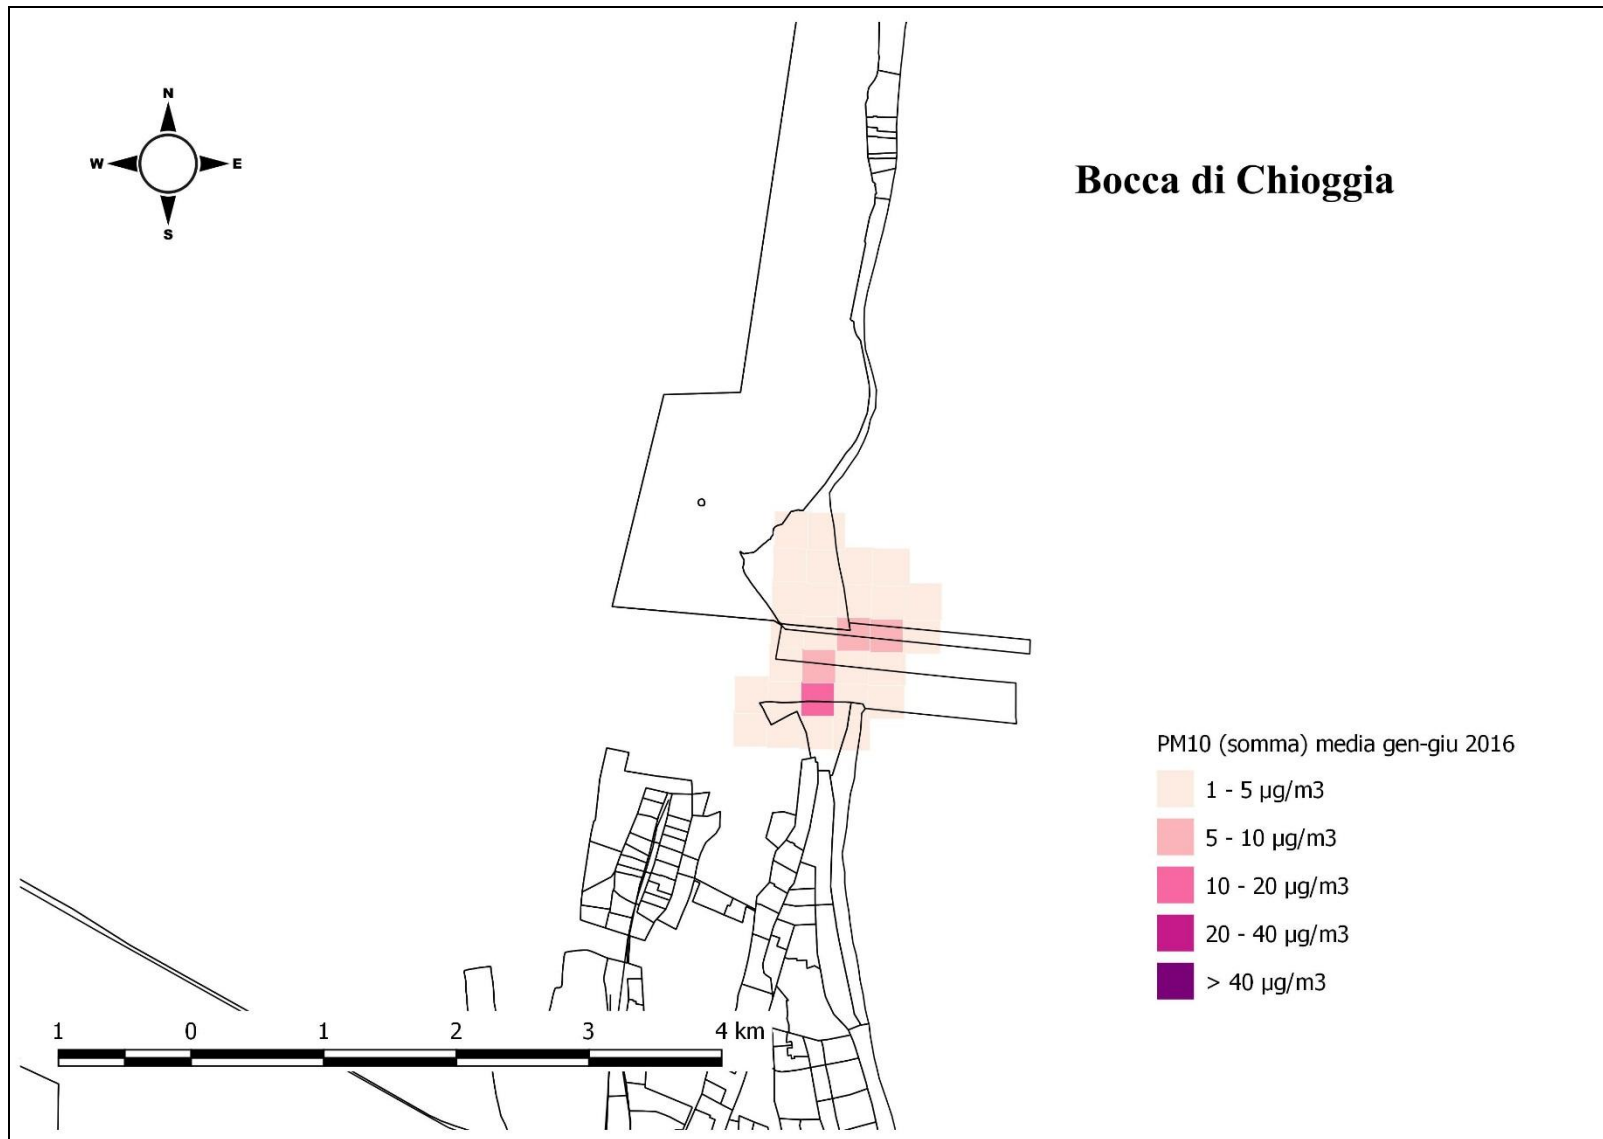 N
W E
S
Bocca di Chioggia
PM10 (somma) media gen-giu 2016
1 - 5 µg/m3
5 - 10 µg/m3
10 - 20 µg/m3
20 - 40 µg/m3
> 40 µg/m3
1 0 1 2 3 4 km